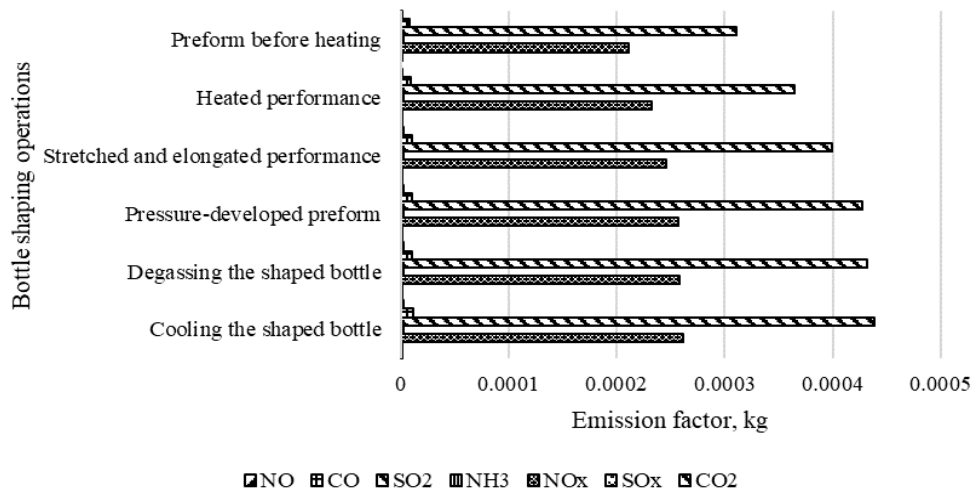 Bottle shaping operations
Preform before heating
Heated performance
Stretched and elongated performance
Pressure-developed preform
Degassing the shaped bottle
Cooling the shaped bottle
0 0.0001 0.0002 0.0003 0.0004 0.0005
Emission factor, kg
NO CO SO2 NH3 NOx SOx CO2